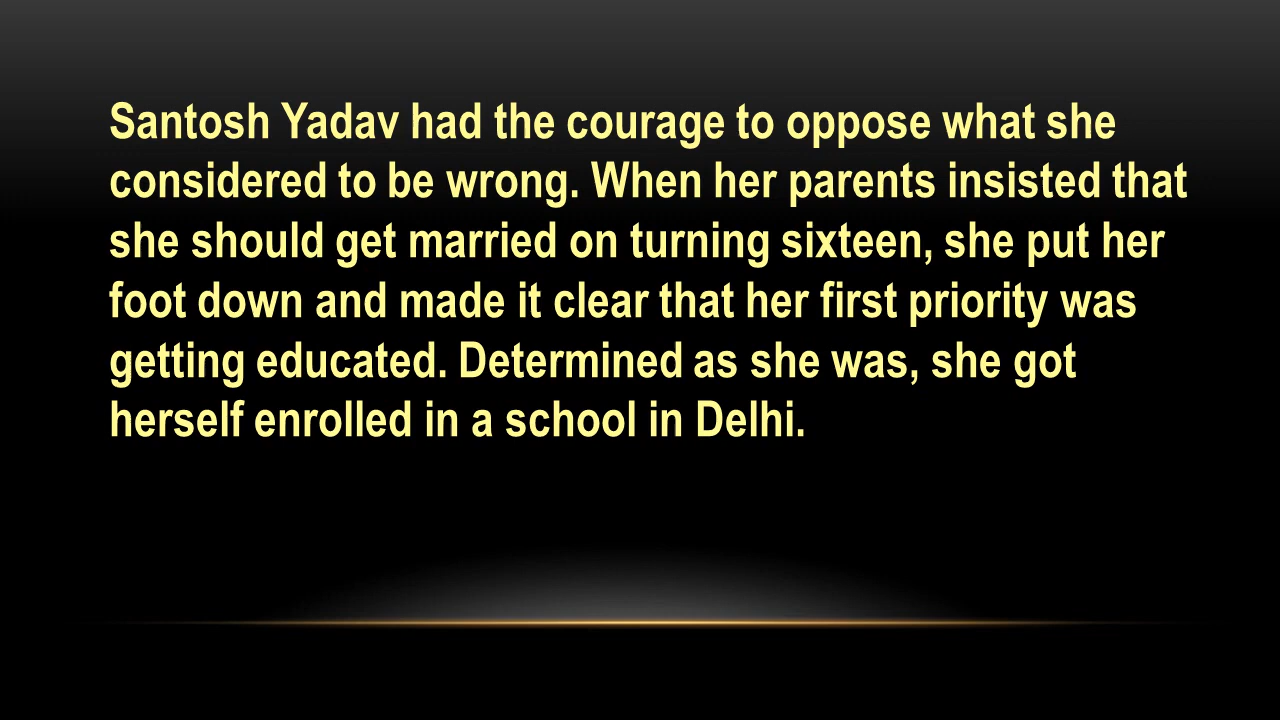 Santosh Yadav had the courage to oppose what she
considered to be wrong. When her parents insisted that
she should get married on turning sixteen, she put her
foot down and made it clear that her first priority was
getting educated. Determined as she was, she got
herself enrolled in a school in Delhi.